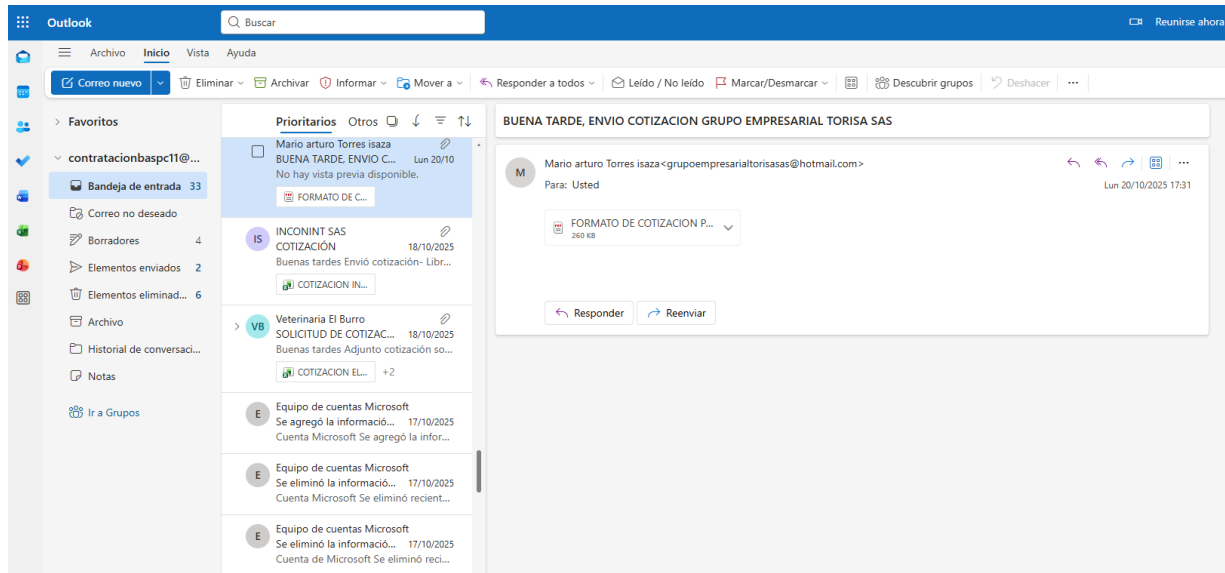 Outlook
Buscar
Reunirse ahora
Archivo Inicio Vista Ayuda
Correo nuevo Eliminar Archivar Informar Mover a Responder a todos Leído / No leído Marcar/Desmarcar Descubrir grupos Deshacer ...
Favoritos
contratacionbaspc11@...
Bandeja de entrada 33
Correo no deseado
Borradores 4
Elementos enviados 2
Elementos eliminad... 6
Archivo
Historial de conversaci...
Notas
Ir a Grupos
Prioritarios Otros
Mario arturo Torres isaza
BUENA TARDE, ENVIO C... Lun 20/10
No hay vista previa disponible.
FORMATO DE C...
IS
INCONINT SAS
COTIZACIÓN 18/10/2025
Buenas tardes Envió cotización- Libr...
COTIZACION IN...
VB
Veterinaria El Burro
SOLICITUD DE COTIZAC... 18/10/2025
Buenas tardes Adjunto cotización so...
COTIZACION EL... +2
E
Equipo de cuentas Microsoft
Se agregó la informació... 17/10/2025
Cuenta Microsoft Se agregó la infor...
E
Equipo de cuentas Microsoft
Se eliminó la informació... 17/10/2025
Cuenta Microsoft Se eliminó recient...
E
Equipo de cuentas Microsoft
Se eliminó la informació... 17/10/2025
Cuenta de Microsoft Se eliminó reci...
BUENA TARDE, ENVIO COTIZACION GRUPO EMPRESARIAL TORISA SAS
M
Mario arturo Torres isaza<grupoempresarialtorisasas@hotmail.com>
Para: Usted
Lun 20/10/2025 17:31
FORMATO DE COTIZACION P...
260 KB
Responder Reenviar